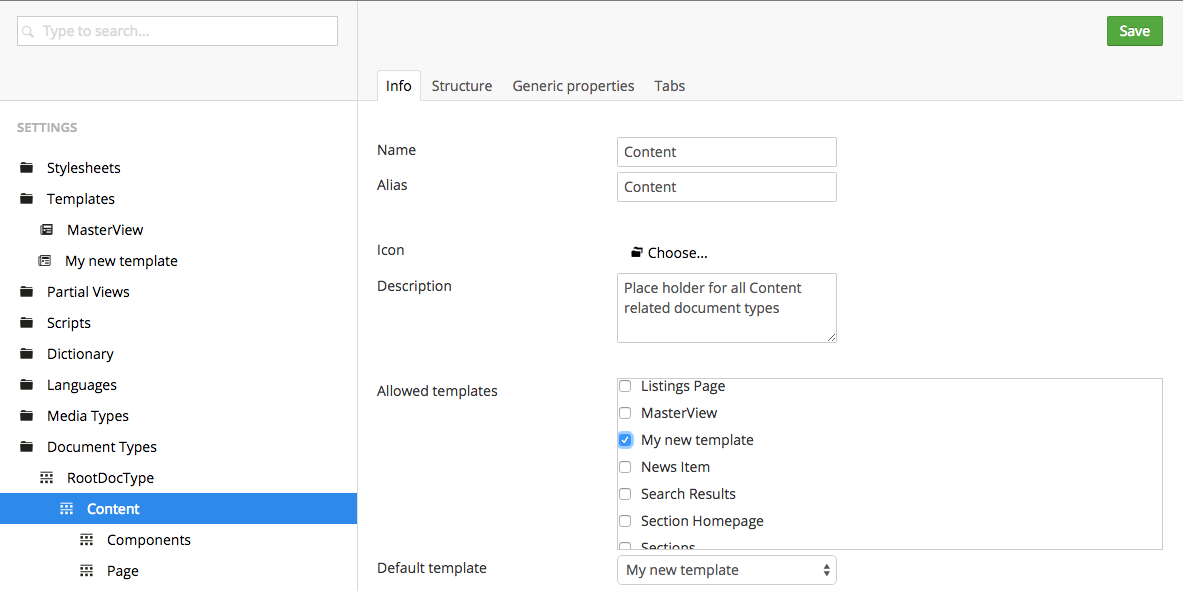 Type to search...
Save
Info Structure Generic properties Tabs
SETTINGS
Stylesheets
Templates
MasterView
My new template
Partial Views
Scripts
Dictionary
Languages
Media Types
Document Types
RootDocType
Content
Components
Page
Name Content
Alias Content
Icon Choose...
Description Place holder for all Content
related document types
Allowed templates
Listings Page
MasterView
My new template
News Item
Search Results
Section Homepage
Sections
Default template My new template